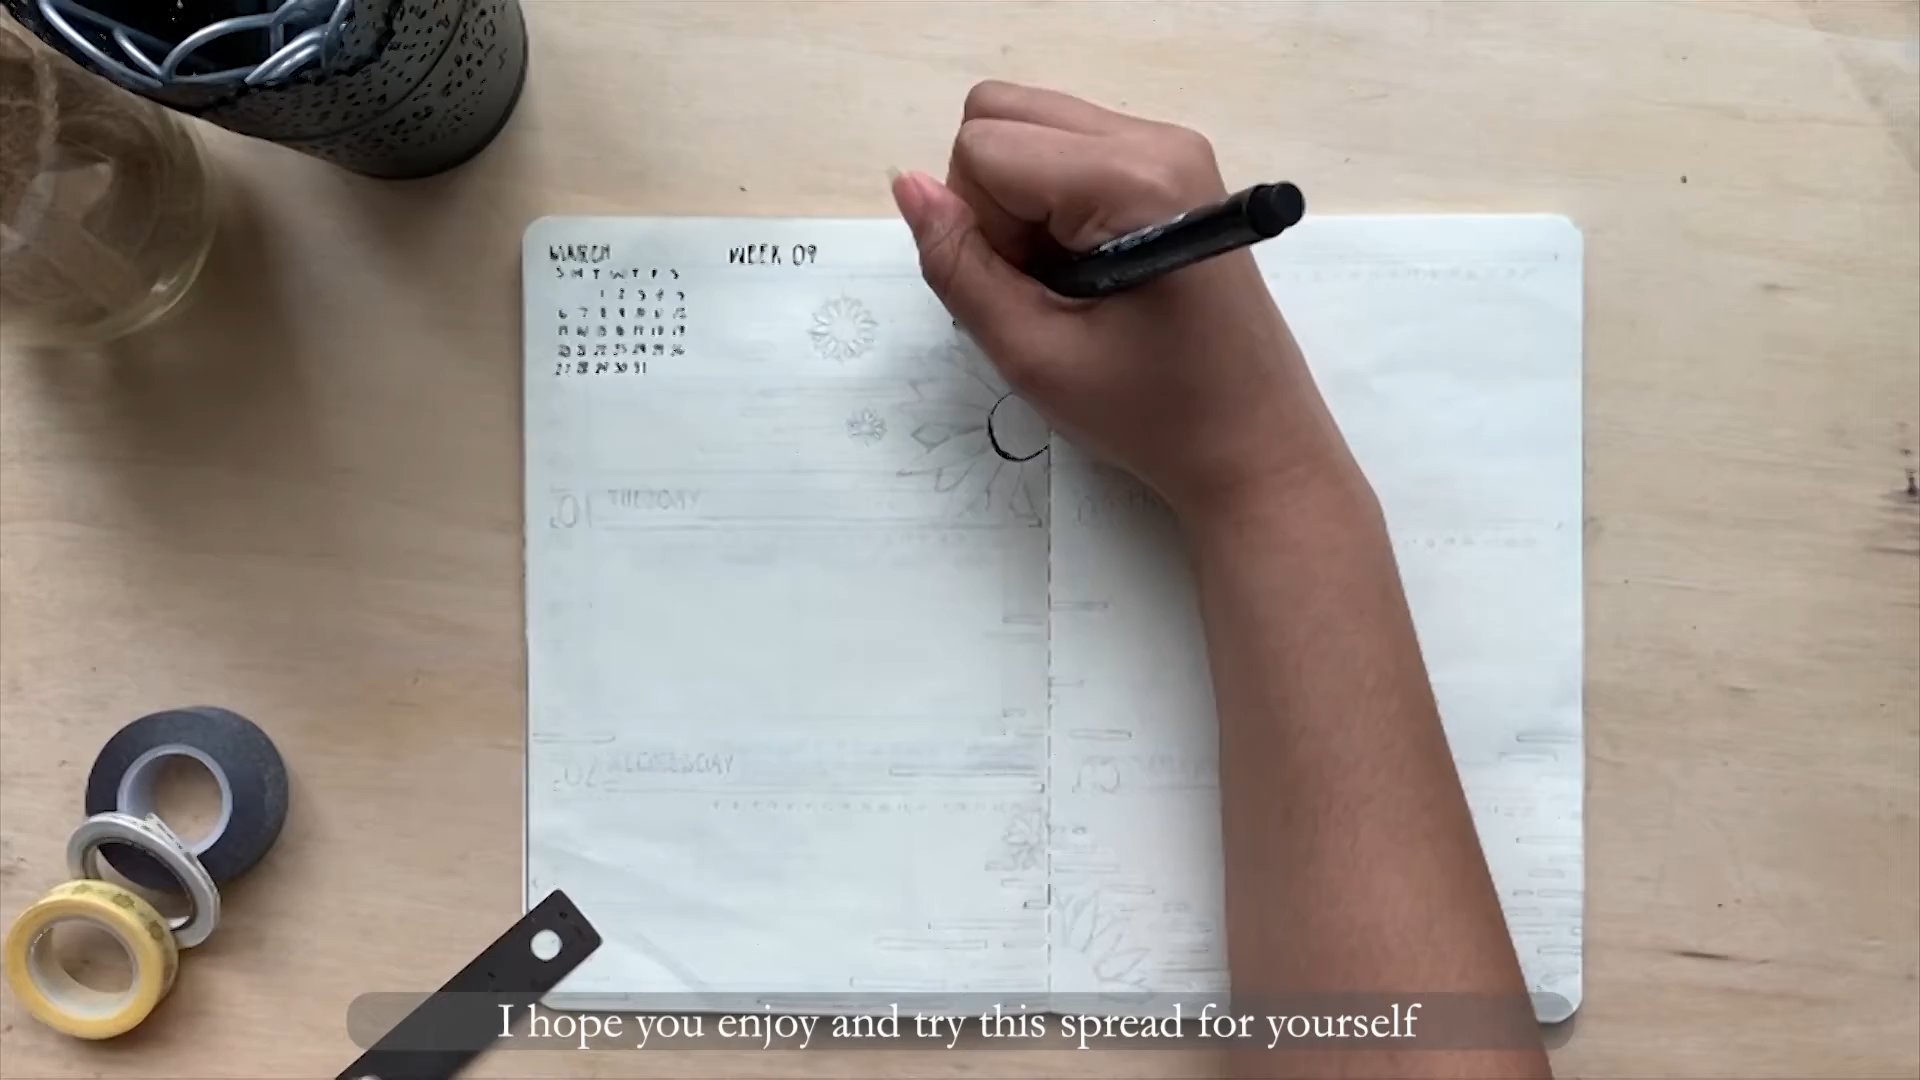 MARCH
S M T W T F S
1 2 3 4 5
6 7 8 9 10 11 12
13 14 15 16 17 18 19
20 21 22 23 24 25 26
27 28 29 30 31
WEEK 09
01 TUESDAY
02 WEDNESDAY
I hope you enjoy and try this spread for yourself